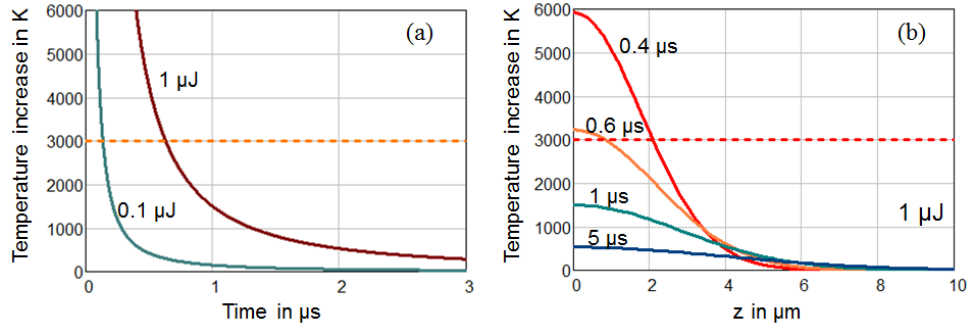 (a)
Temperature increase in K
6000
5000
4000
3000
2000
1000
0
1 µJ
0.1 µJ
0
1
2
3
Time in µs
(b)
Temperature increase in K
6000
5000
4000
3000
2000
1000
0
0.4 µs
0.6 µs
1 µs
5 µs
1 µJ
0
2
4
6
8
10
z in µm